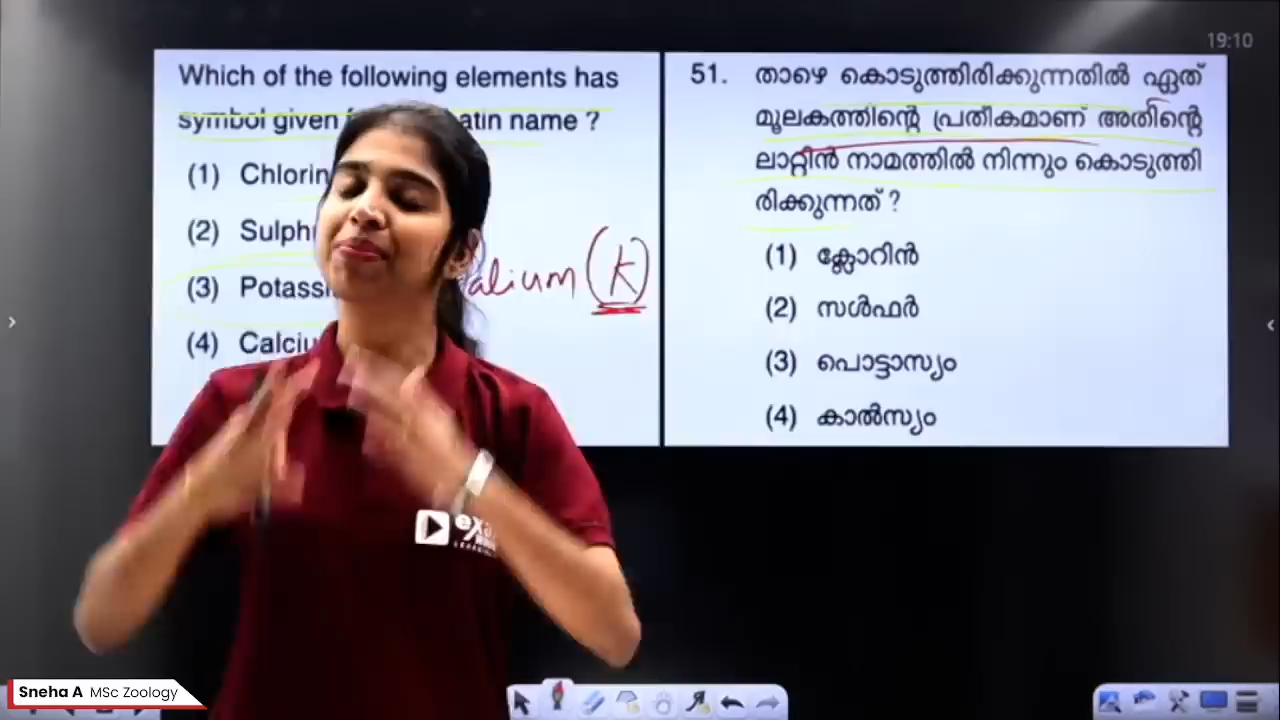 19:10
Which of the following elements has
symbol given atin name ?
(1) Chlorin
(2) Sulph
(3) Potassi
(4) Calciu
alium (K)
51. താഴെ കൊടുത്തിരിക്കുന്നതിൽ ഏത്
മൂലകത്തിന്റെ പ്രതീകമാണ് അതിന്റെ
ലാറ്റിൻ നാമത്തിൽ നിന്നും കൊടുത്തി
രിക്കുന്നത് ?
(1) ക്ലോറിൻ
(2) സൾഫർ
(3) പൊട്ടാസ്യം
(4) കാൽസ്യം
exa
Sneha A MSc Zoology